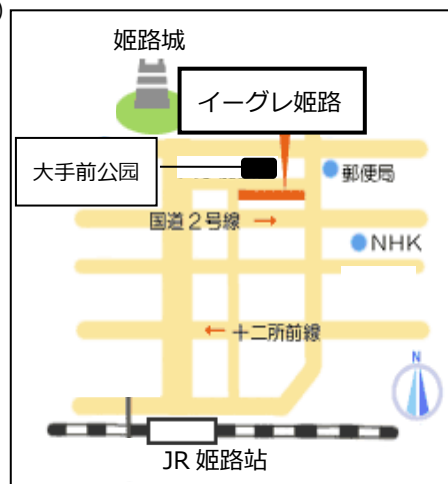 )
姫路城
イーグレ姫路
大手前公园
郵便局
国道２号線 →
NHK
← 十二所前線
N
JR 姫路站